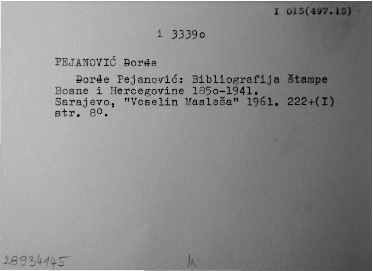 I 015(497.15)
i 33390
PEJANOVIĆ Đorđe
Đorđe Pejanović: Bibliografija štampe
Bosne i Hercegovine 1850-1941.
Sarajevo, "Veselin Masleša" 1961. 222+(I)
str. 8º.
28934145